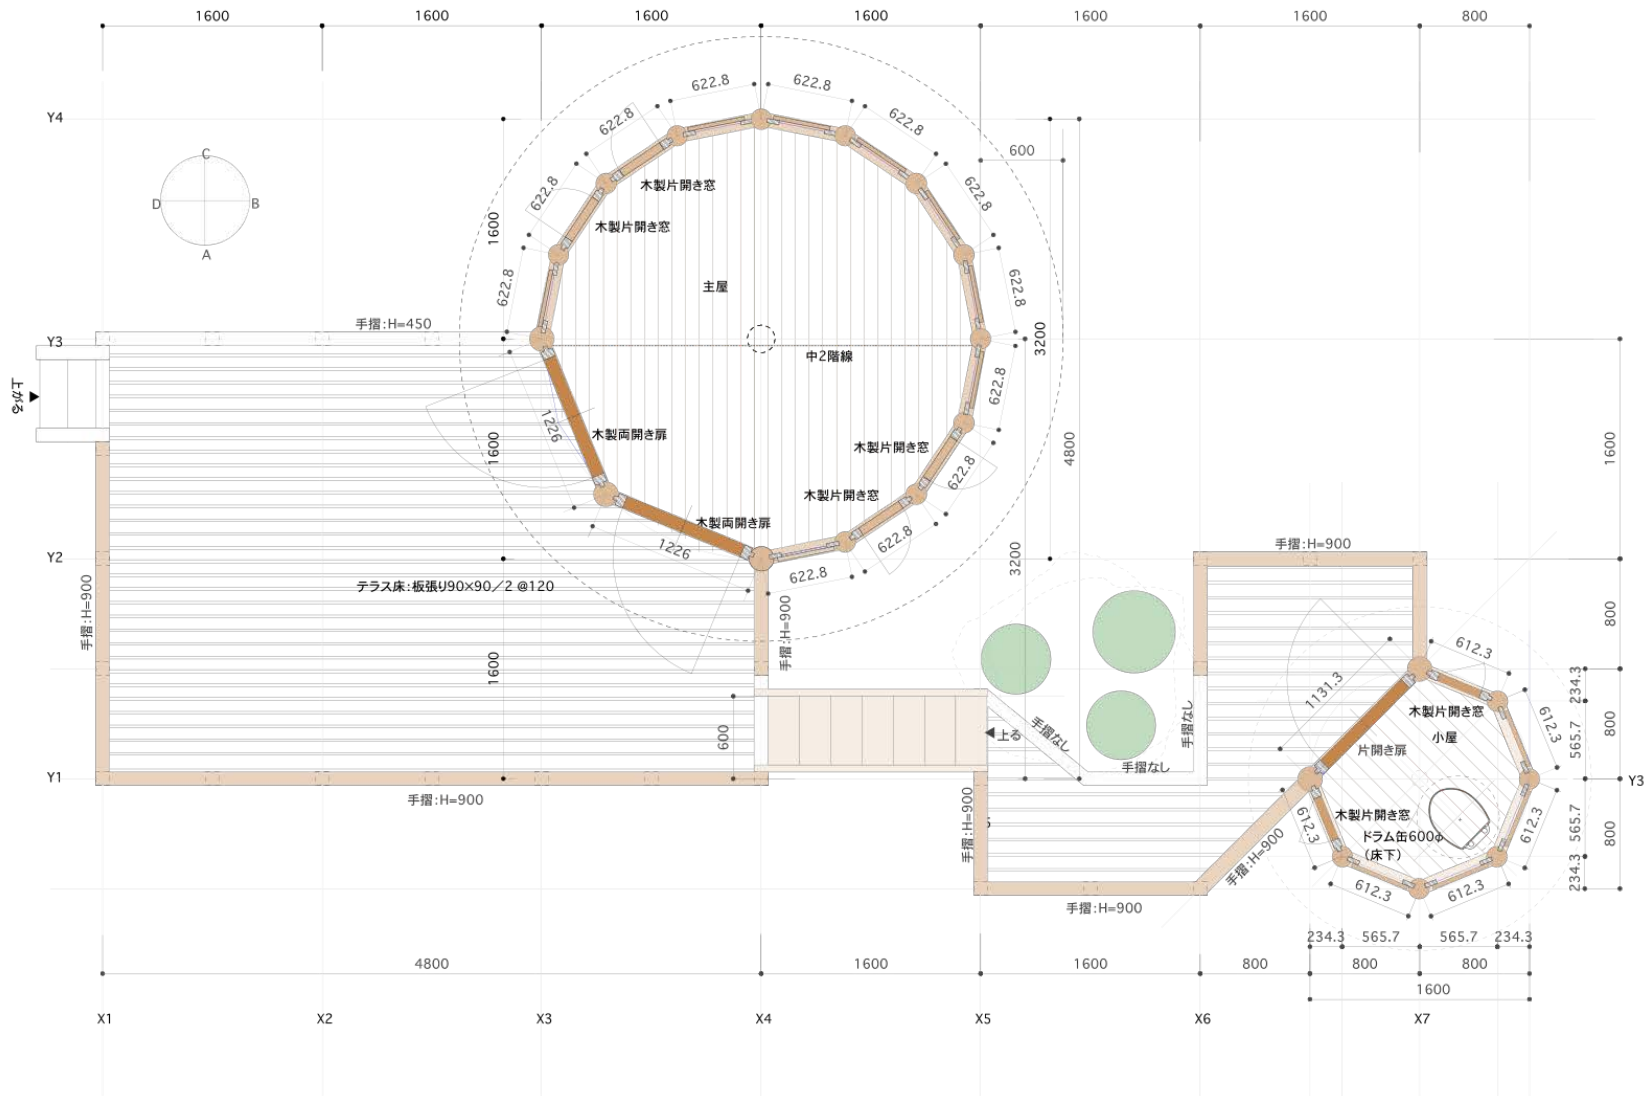 1600
1600
1600
1600
1600
1600
800
Y4
C
D
B
A
622.8
622.8
622.8
622.8
622.8
622.8
622.8
622.8
600
木製片開き窓
木製片開き窓
1600
主屋
622.8
622.8
手摺:H=450
Y3
中2階線
3200
上がる
1226
木製両開き扉
1600
木製片開き窓
木製片開き窓
622.8
622.8
4800
1600
木製両開き扉
1226
622.8
Y2
3200
手摺:H=900
テラス床:板張り90×90/2 @120
手摺:H=900
手摺:H=900
800
1600
612.3
1131.3
234.3
木製片開き窓
小屋
612.3
565.7
800
600
上る
手摺なし
手摺なし
手摺なし
片開き扉
Y1
Y3
手摺:H=900
手摺:H=900
木製片開き窓
ドラム缶600φ
(床下)
612.3
612.3
565.7
800
手摺:H=900
234.3
612.3
612.3
手摺:H=900
234.3
565.7
565.7
234.3
4800
1600
1600
800
800
800
1600
X1
X2
X3
X4
X5
X6
X7